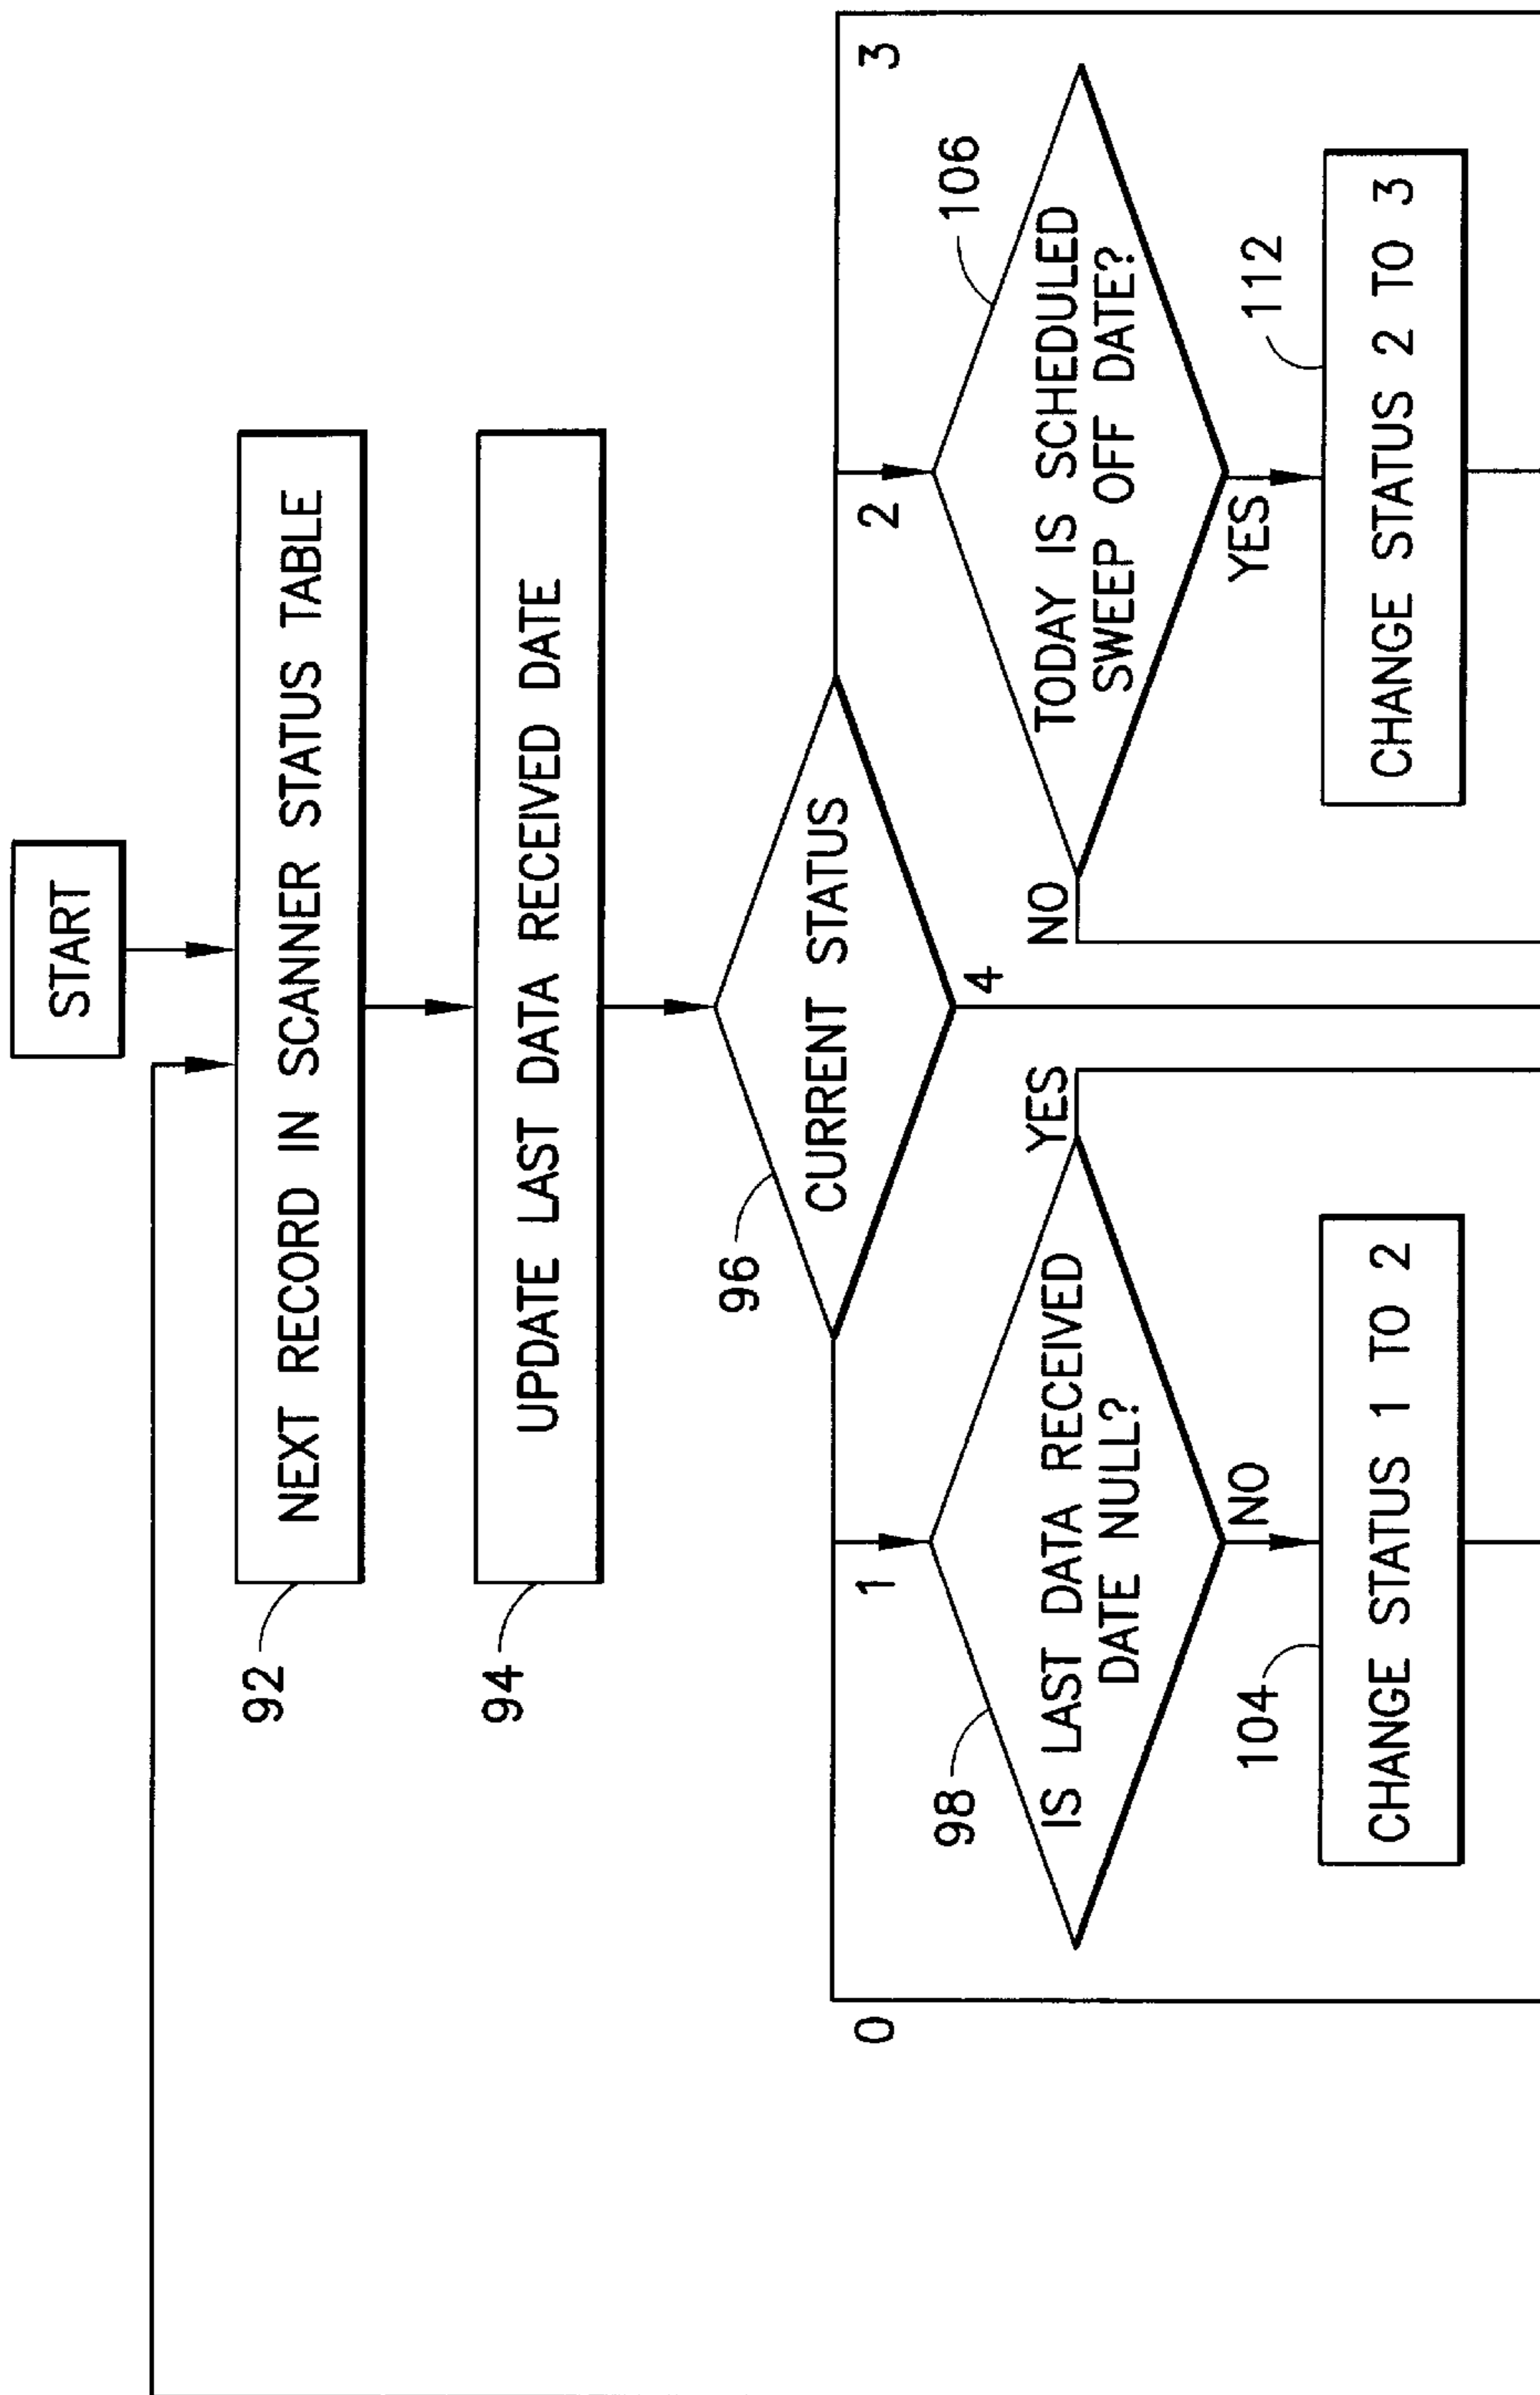 START
NEXT RECORD IN SCANNER STATUS TABLE
92
UPDATE LAST DATA RECEIVED DATE
94
96
CURRENT STATUS
0
1
4
2
3
98
IS LAST DATA RECEIVED
DATE NULL?
YES
NO
106
TODAY IS SCHEDULED
SWEEP OFF DATE?
NO
YES
104
CHANGE STATUS 1 TO 2
112
CHANGE STATUS 2 TO 3